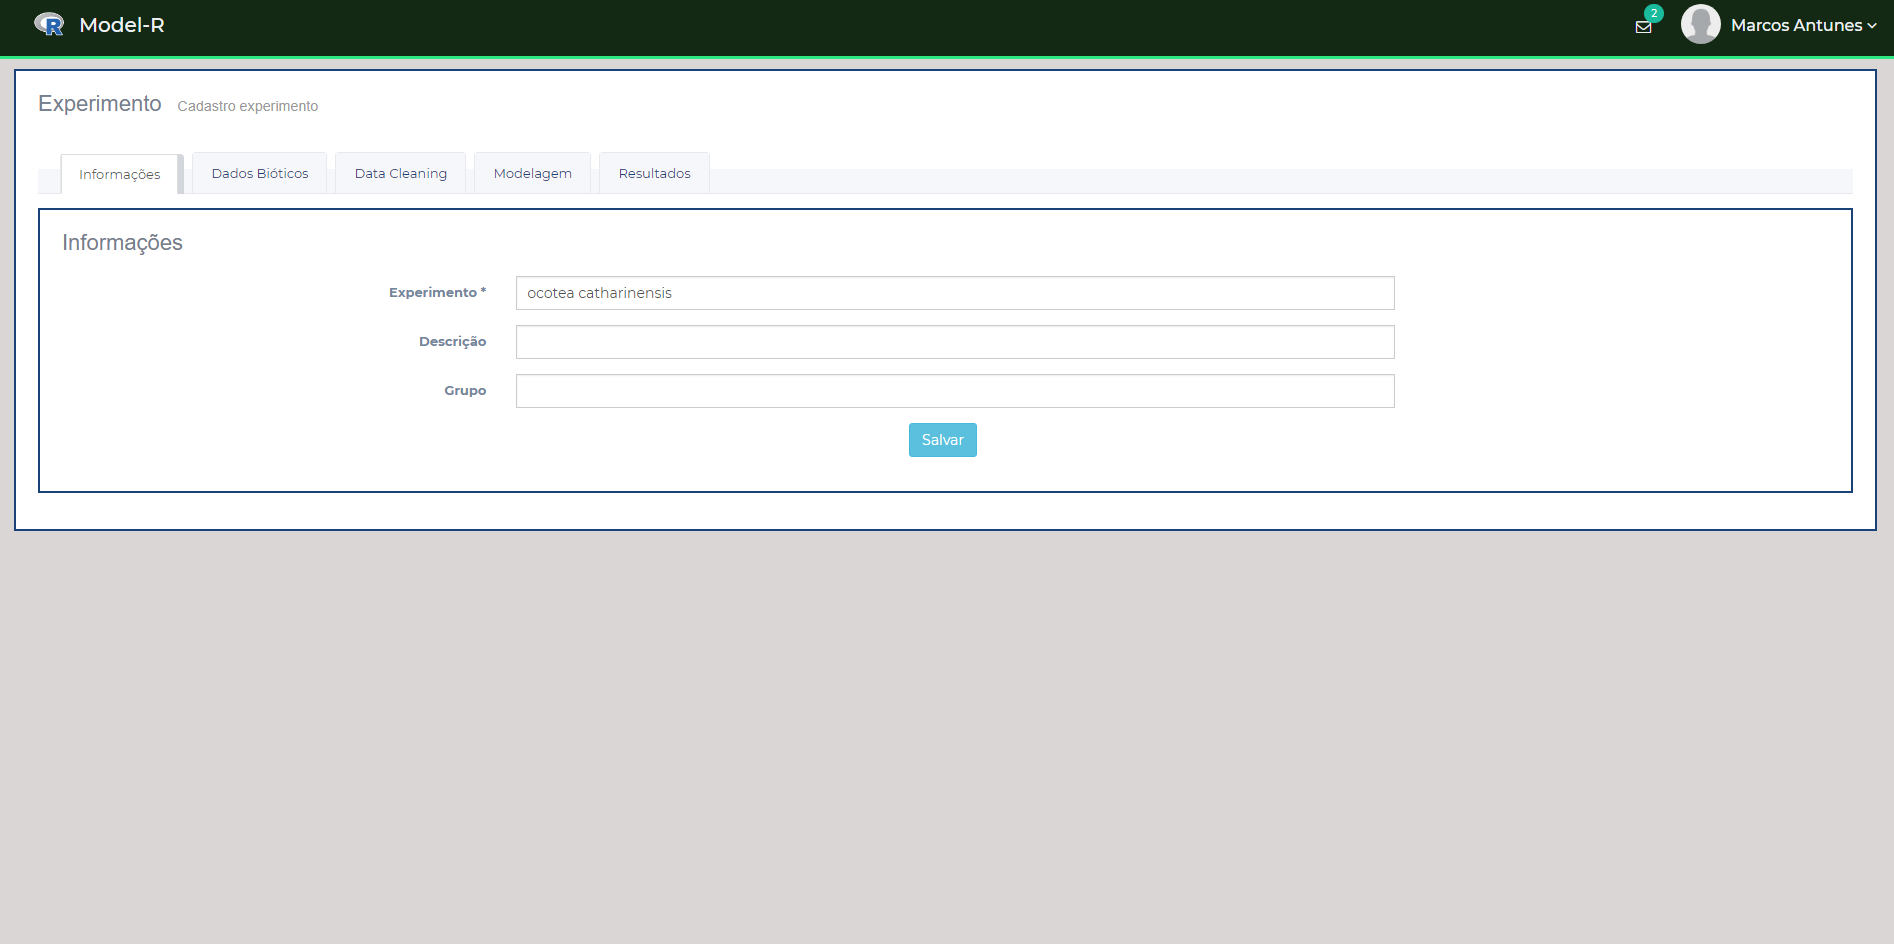 R Model-R
2
Marcos Antunes
Experimento Cadastro experimento
Informações Dados Bióticos Data Cleaning Modelagem Resultados
Informações
Experimento * ocotea catharinensis
Descrição
Grupo
Salvar